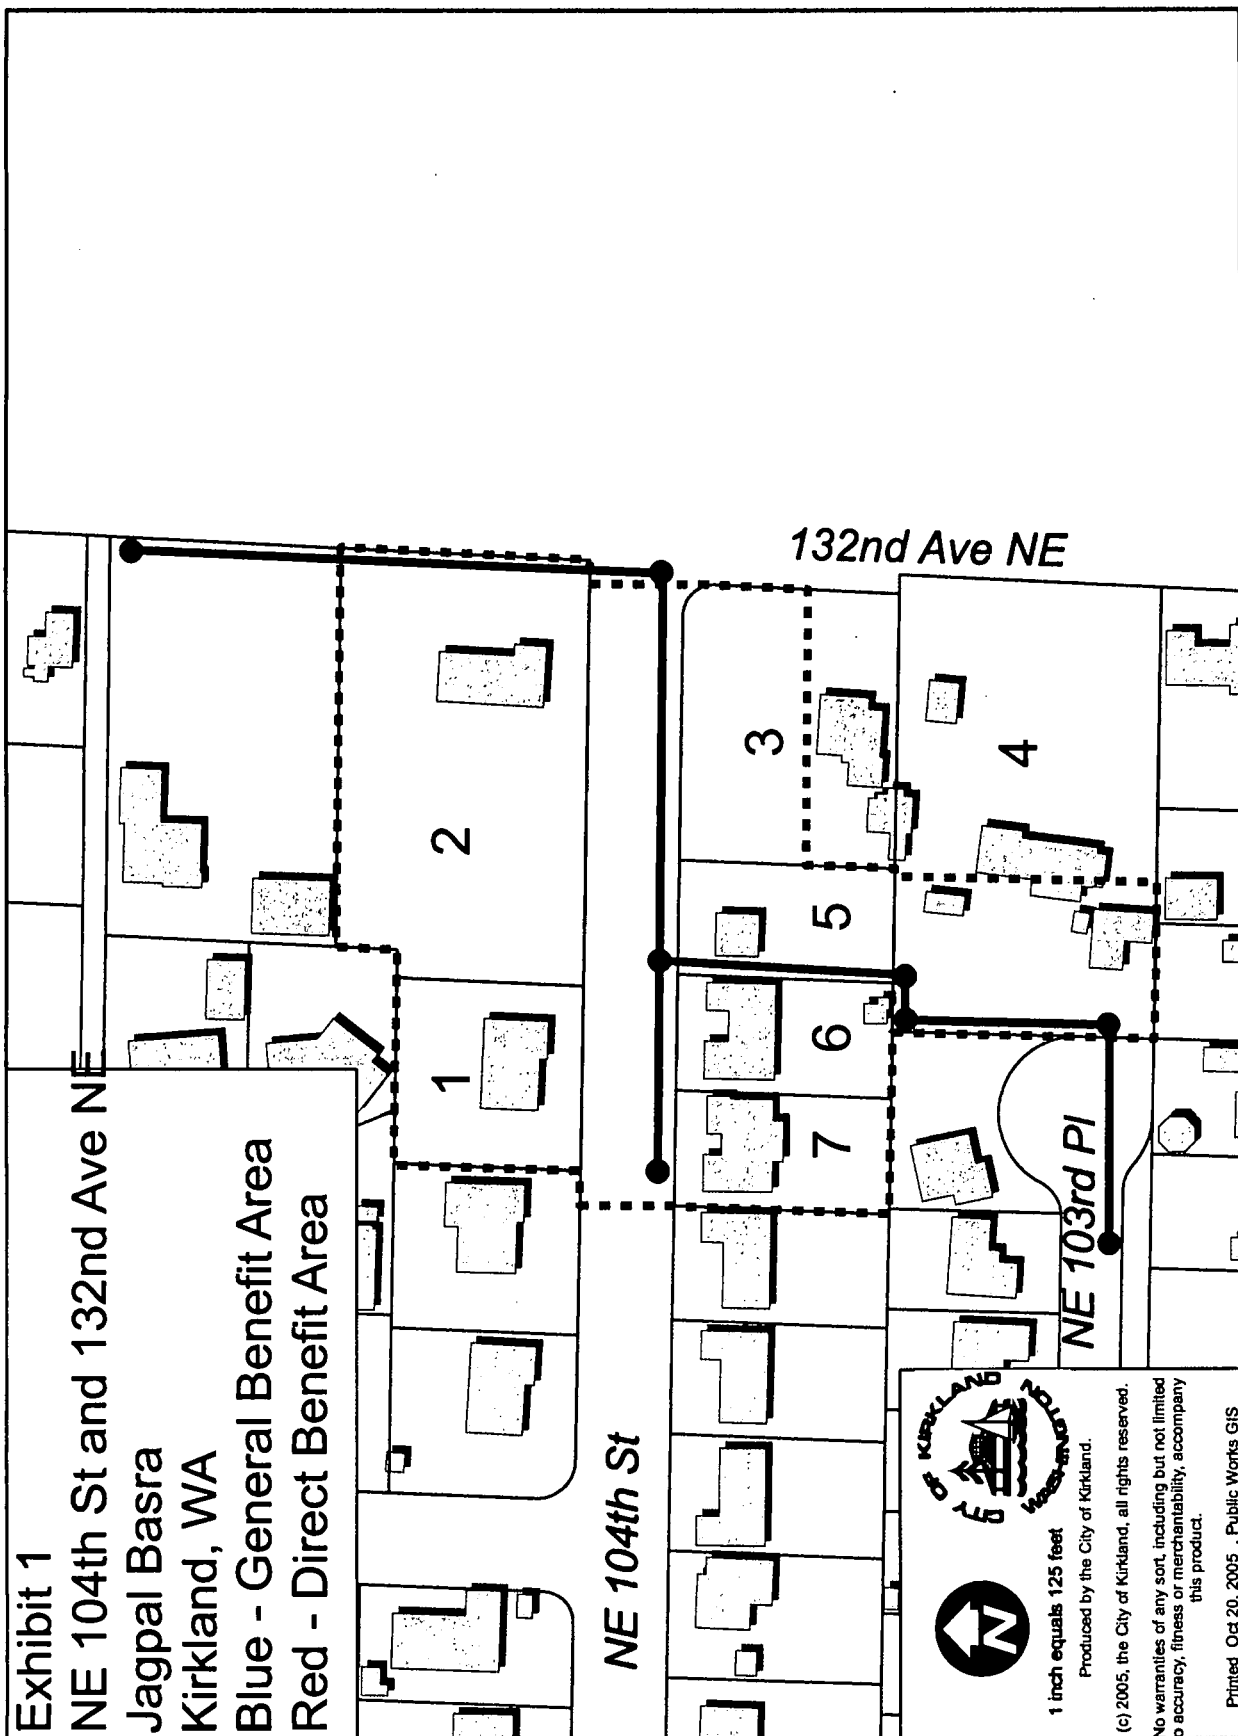 Exhibit 1
NE 104th St and 132nd Ave NE
Jagpal Basra
Kirkland, WA
Blue - General Benefit Area
Red - Direct Benefit Area
1
2
3
4
5
6
7
132nd Ave NE
NE 104th St
NE 103rd Pl
N
CITY OF KIRKLAND
WASHINGTON
1 inch equals 125 feet
Produced by the City of Kirkland.
(c) 2005, the City of Kirkland, all rights reserved.
No warranties of any sort, including but not limited
to accuracy, fitness or merchantability, accompany
this product.
Printed Oct 20, 2005 , Public Works GIS